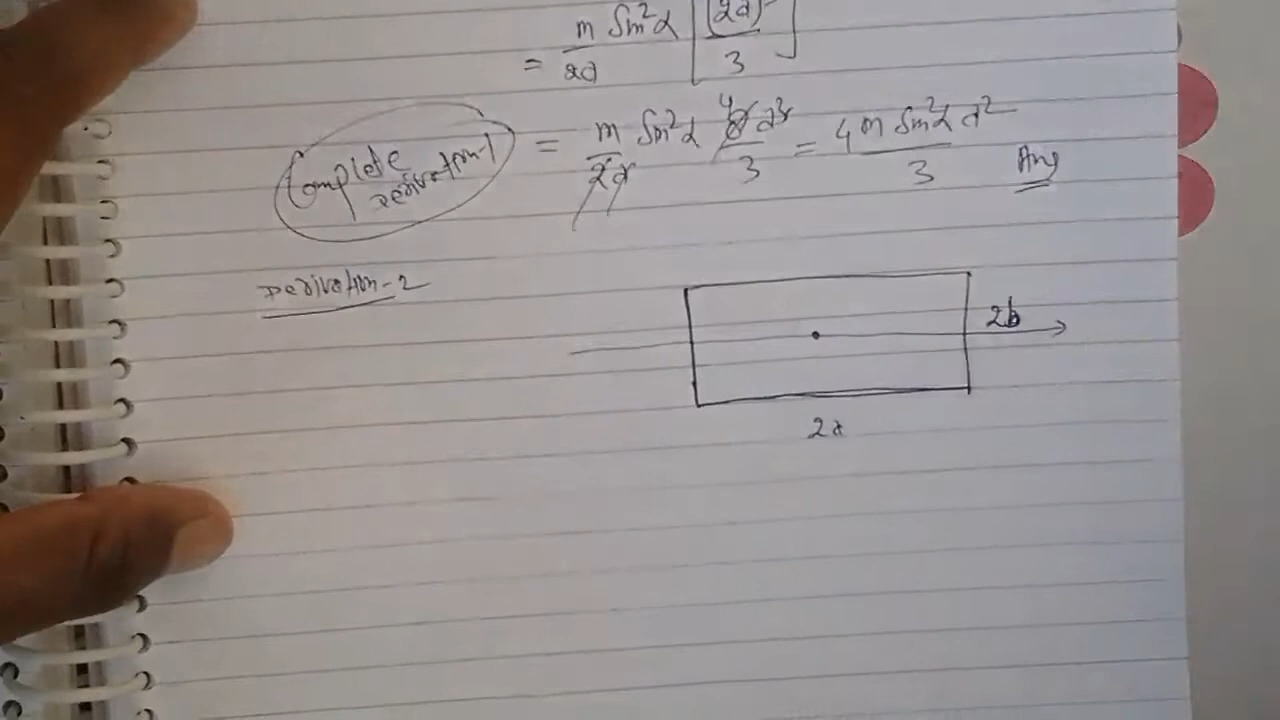 = m/2a Sin²α [(2a)³/3]
Complete Derivation-1 = m/2a Sin²α 4 8a³/3 = 4m Sin²α a²/3 Ans
Derivation-2
2b
2a